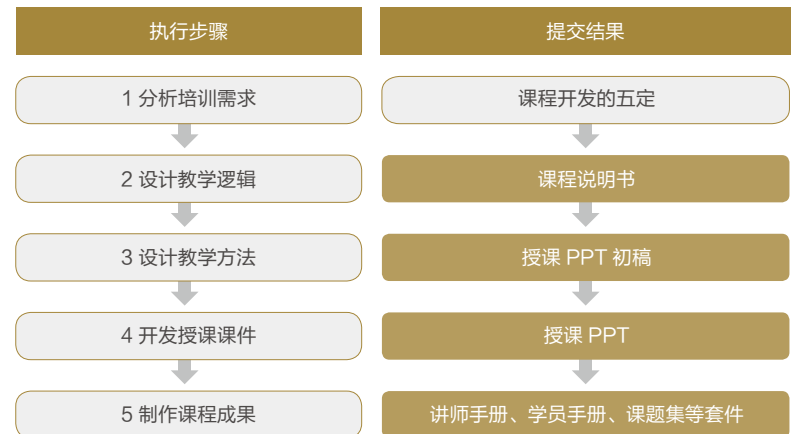 执行步骤
提交结果
1 分析培训需求
课程开发的五定
2 设计教学逻辑
课程说明书
3 设计教学方法
授课 PPT 初稿
4 开发授课课件
授课 PPT
5 制作课程成果
讲师手册、学员手册、课题集等套件